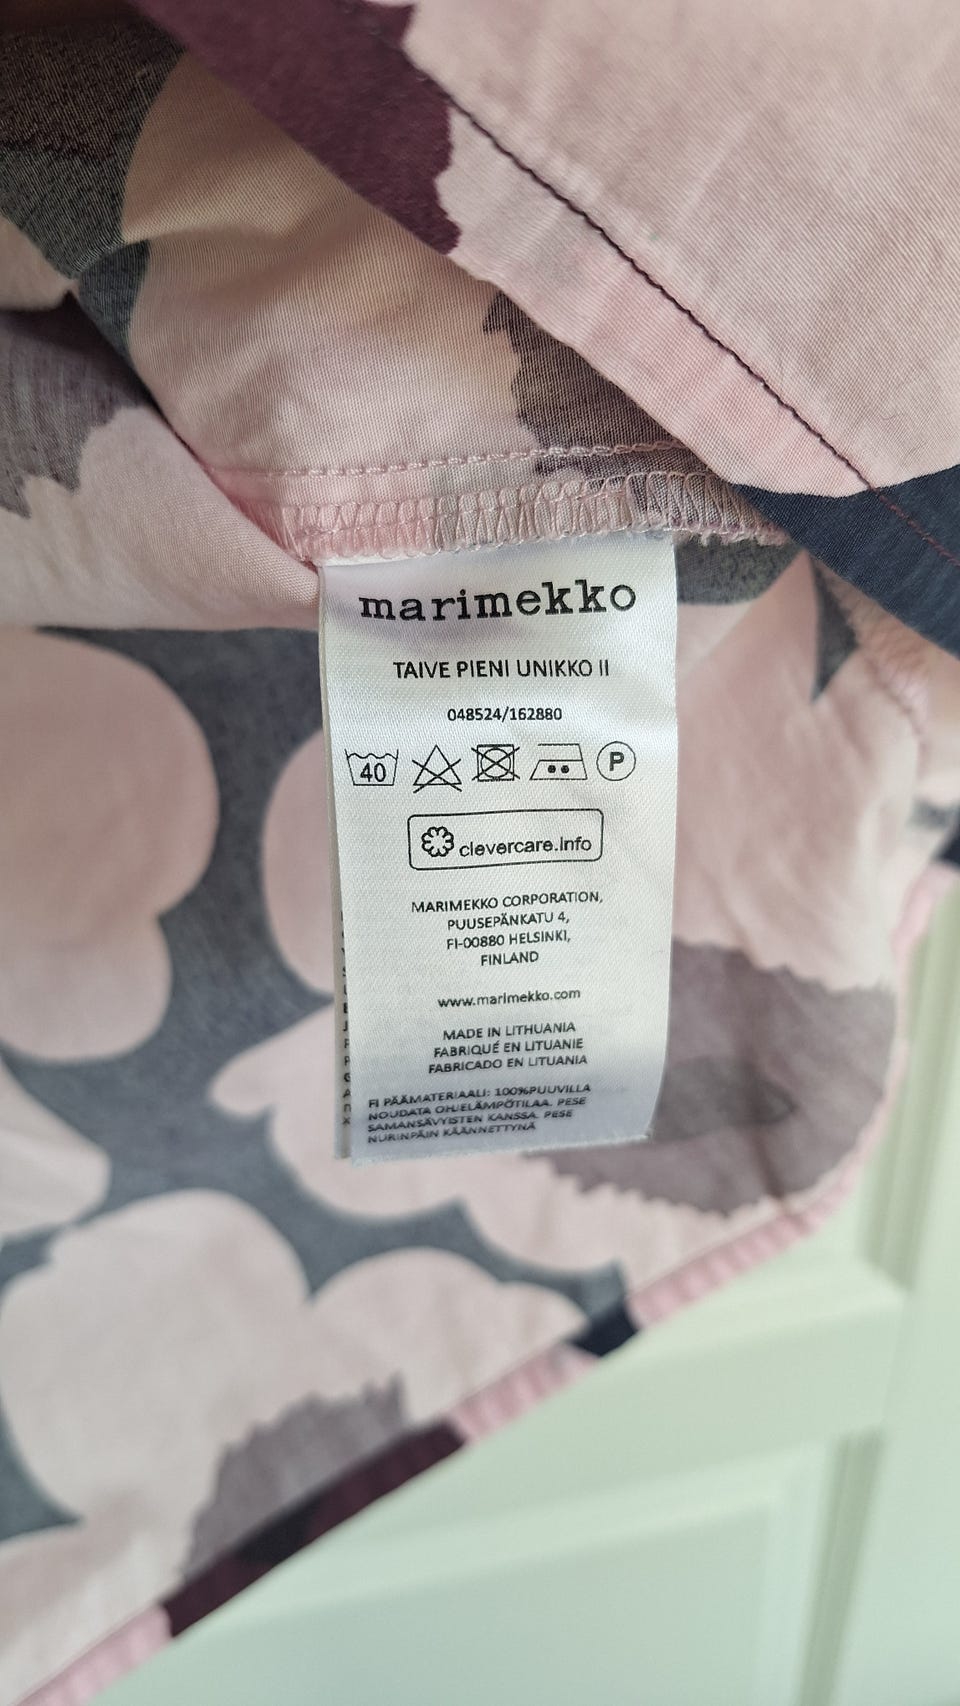 marimekko
TAIVE PIENI UNIKKO II
048524/162880
40
P
clevercare.info
MARIMEKKO CORPORATION,
PUUSEPÄNKATU 4,
FI-00880 HELSINKI,
FINLAND
www.marimekko.com
MADE IN LITHUANIA
FABRIQUÉ EN LITUANIE
FABRICADO EN LITUANIA
FI PÄÄMATERIAALI: 100%PUUVILLA
NOUDATA OHJELÄMPÖTILAA. PESE
SAMANSÄVYISTEN KANSSA. PESE
NURINPÄIN KÄÄNNETTYNÄ